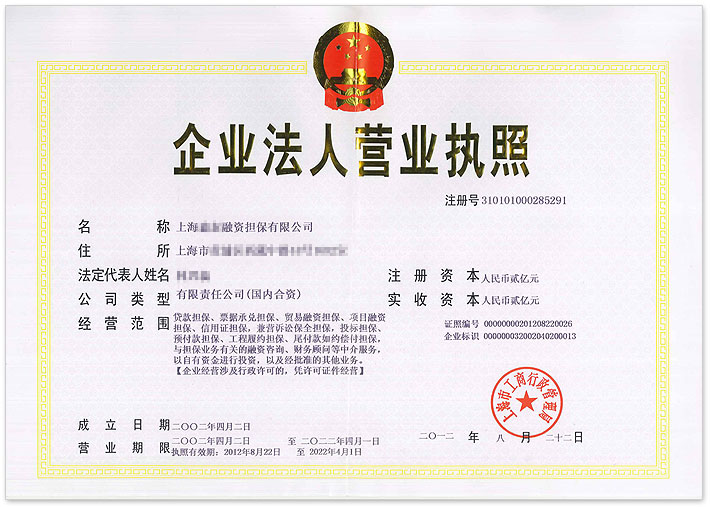 企业法人营业执照
注册号 310101000285291
名 称 上海 融资担保有限公司
住 所 上海市
法定代表人姓名
注 册 资 本 人民币贰亿元
公 司 类 型 有限责任公司(国内合资)
实 收 资 本 人民币贰亿元
经 营 范 围 贷款担保、票据承兑担保、贸易融资担保、项目融资
担保、信用证担保，兼营诉讼保全担保，投标担保、
预付款担保、工程履约担保、尾付款如约偿付担保，
与担保业务有关的融资咨询、财务顾问等中介服务，
以自有资金进行投资，以及经批准的其他业务。
【企业经营涉及行政许可的，凭许可证件经营】
证照编号 00000000201208220026
企业标识 00000032002040200013
上海市工商行政管理局
成 立 日 期 二〇〇二年四月二日
营 业 期 限 二〇〇二年四月二日 至 二〇二二年四月一日
执照有效期：2012年8月22日 至 2022年4月1日
二〇一二 年 八 月 二十二日